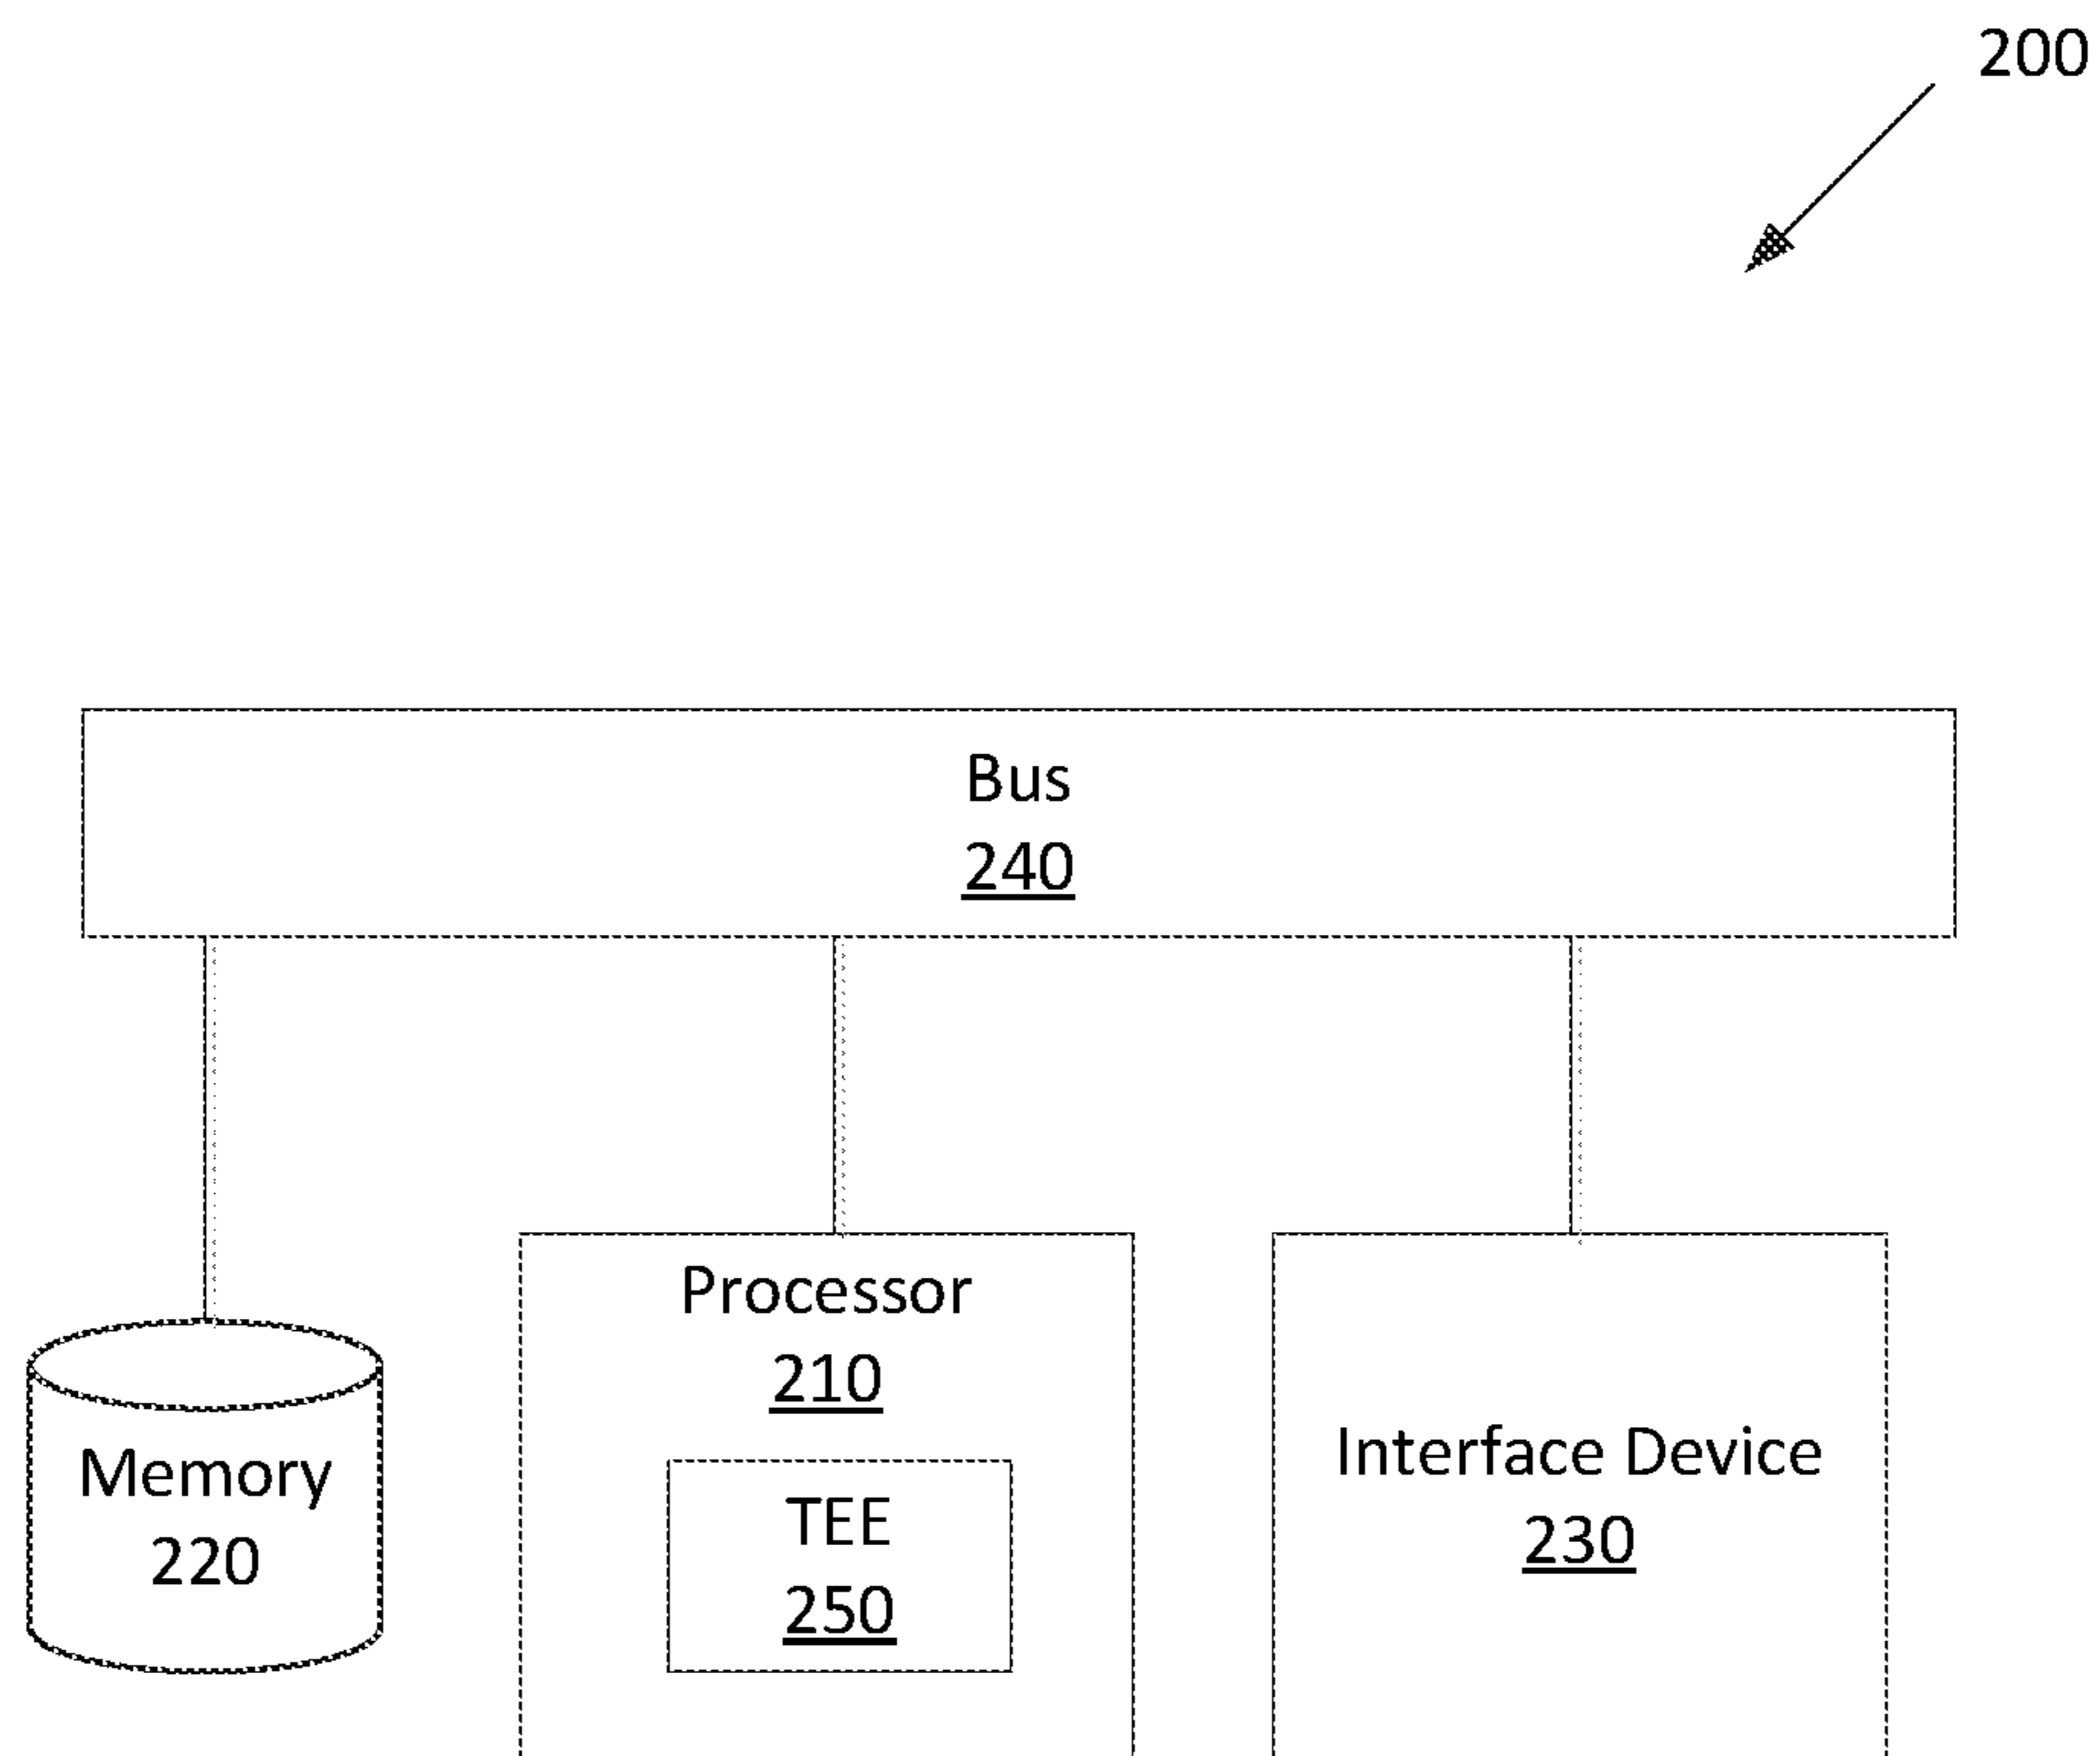 200
Bus
240
Processor
210
Memory
220
TEE
250
Interface Device
230